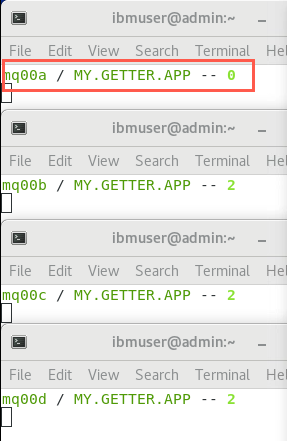 ibmuser@admin:~
File Edit View Search Terminal Hel
mq00a / MY.GETTER.APP -- 0
ibmuser@admin:~
File Edit View Search Terminal Hel
mq00b / MY.GETTER.APP -- 2
ibmuser@admin:~
File Edit View Search Terminal Hel
mq00c / MY.GETTER.APP -- 2
ibmuser@admin:~
File Edit View Search Terminal Hel
mq00d / MY.GETTER.APP -- 2